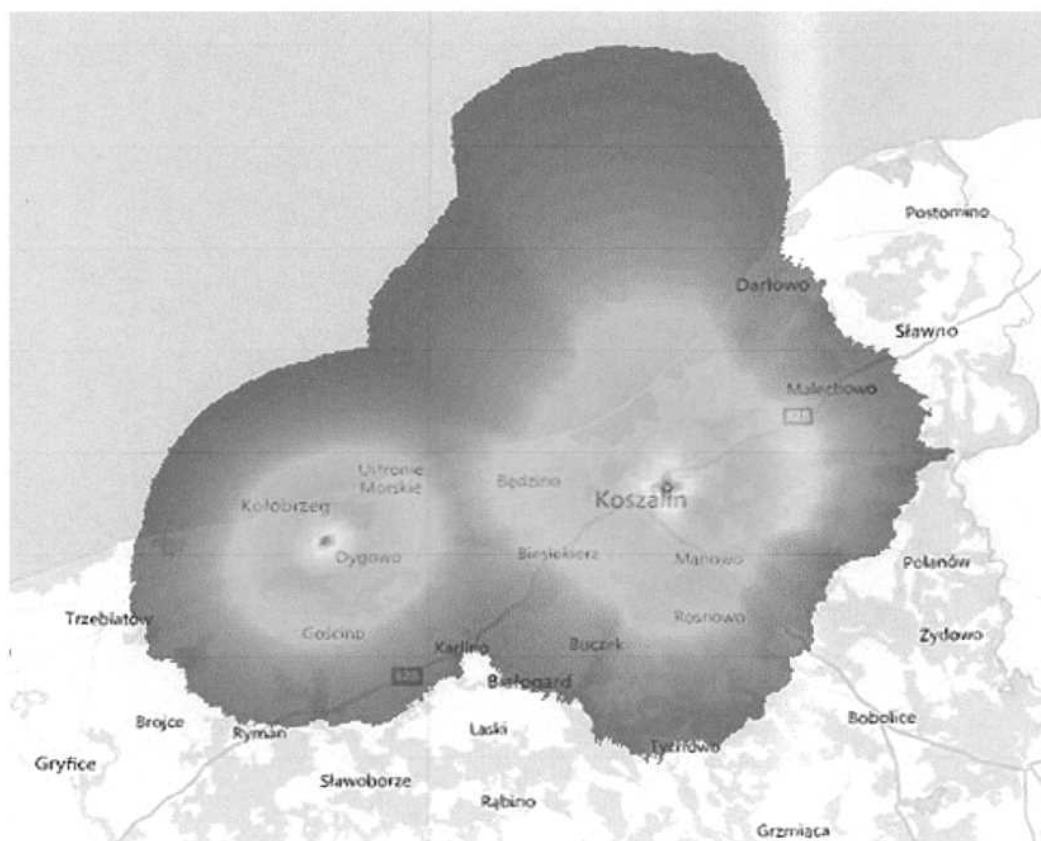 Postomino
Darłowo
Sławno
Malechowo
Ustronie
Morskie
Będzino
Koszalin
Kołobrzeg
Dygowo
Biesiekierz
Manowo
Polanów
Trzebiatów
Gościno
Rosnowo
Żydowo
Karlino
Buczek
Białogard
Brojce
Rymań
Laski
Tychowo
Bobolice
Gryfice
Sławoborze
Rąbino
Grzmiąca